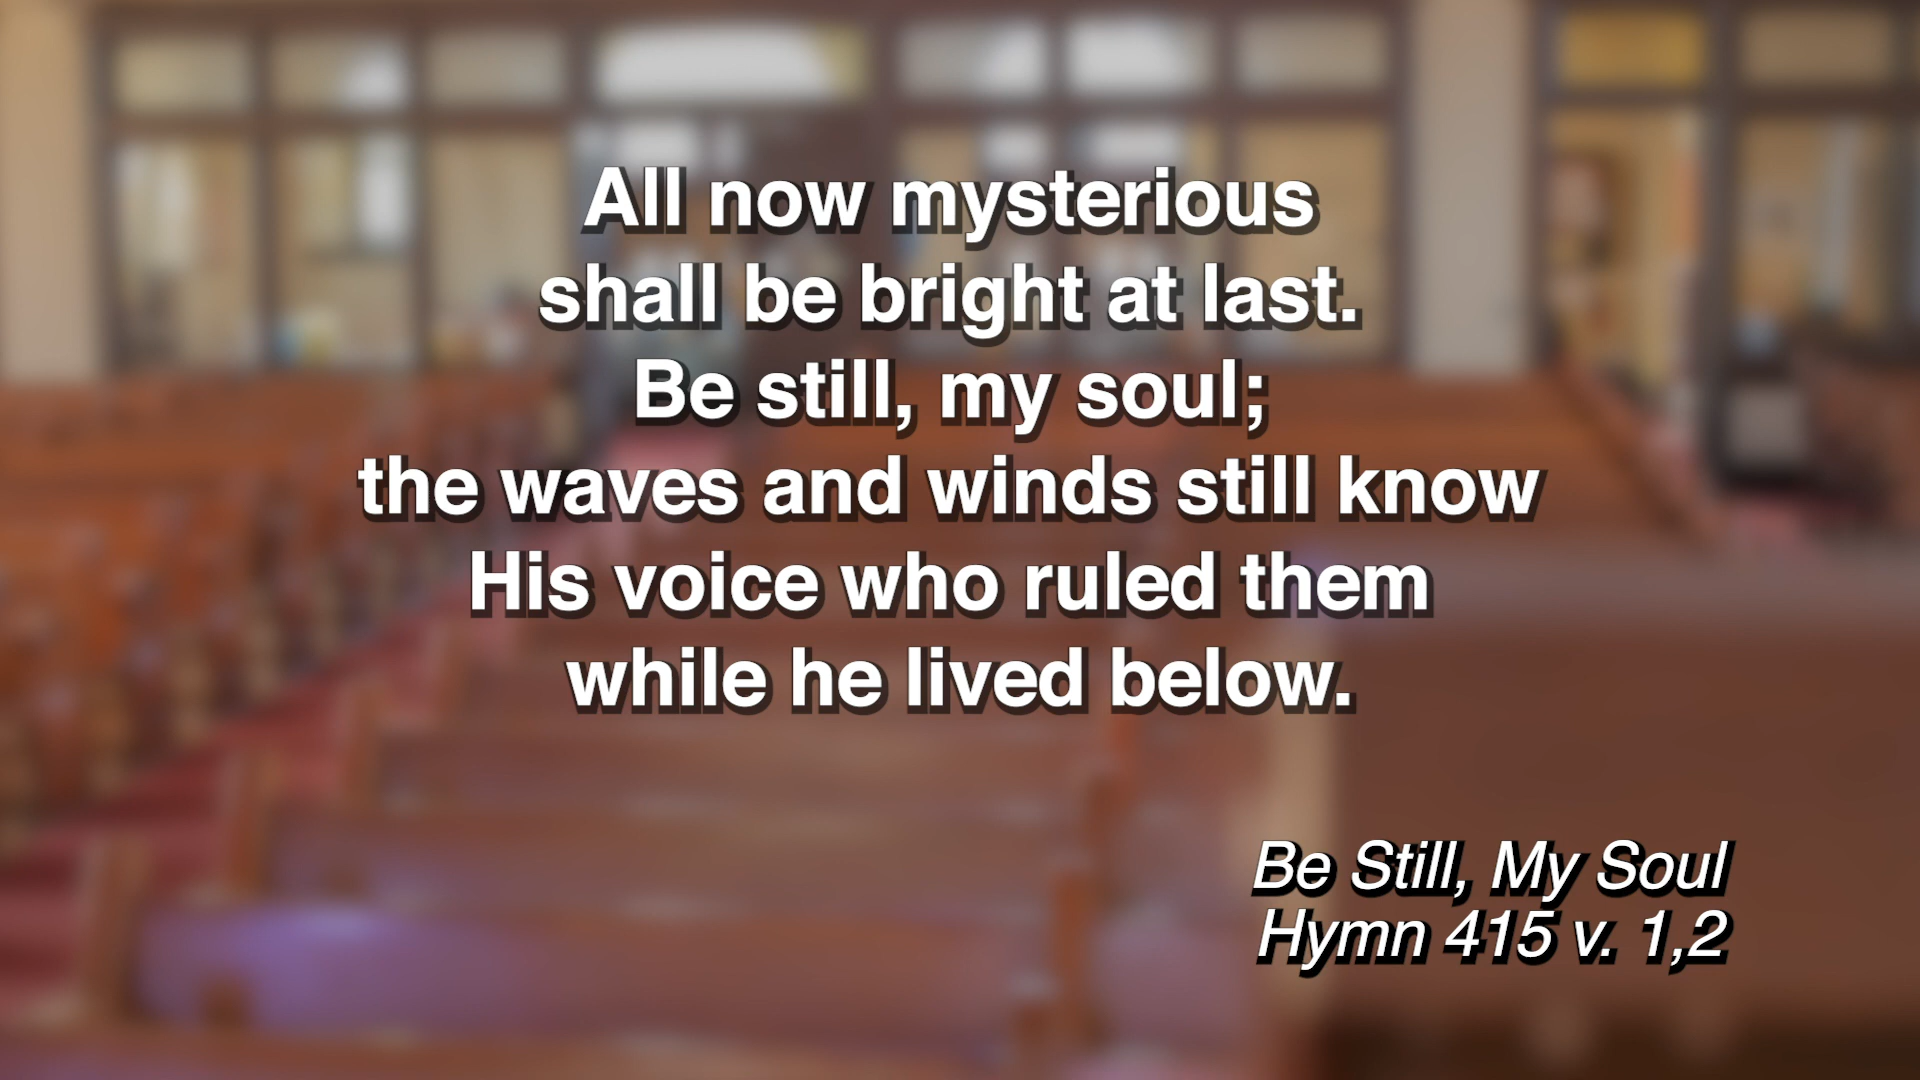 All now mysterious
shall be bright at last.
Be still, my soul;
the waves and winds still know
His voice who ruled them
while he lived below.
Be Still, My Soul
Hymn 415 v. 1,2